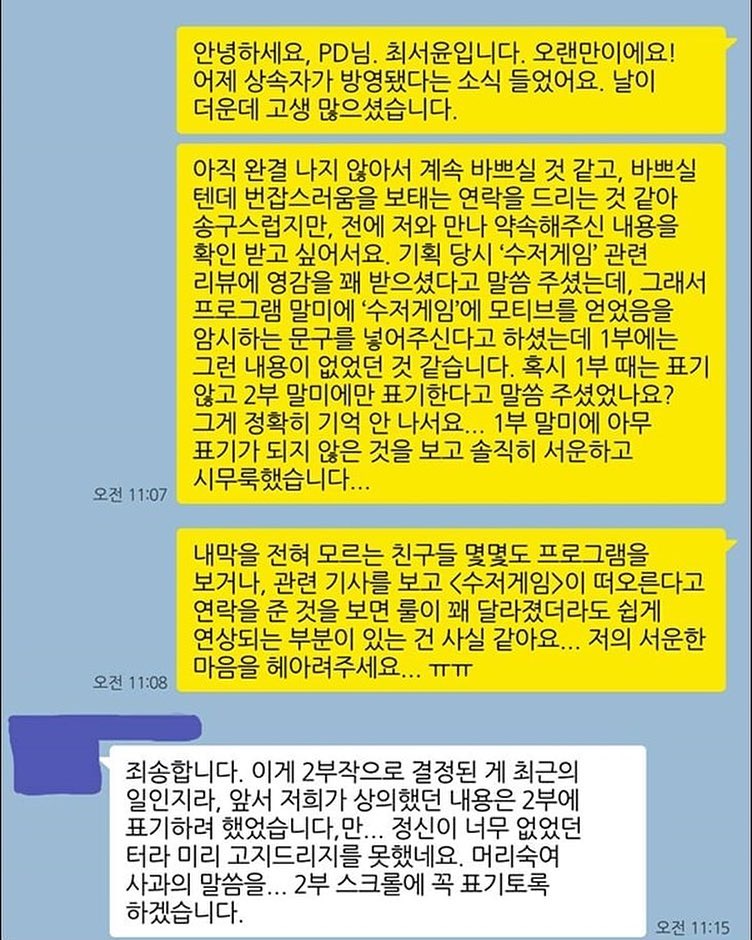 안녕하세요, PD님. 최서윤입니다. 오랜만이에요!
어제 상속자가 방영됐다는 소식 들었어요. 날이
더운데 고생 많으셨습니다.
아직 완결 나지 않아서 계속 바쁘실 것 같고, 바쁘실
텐데 번잡스러움을 보태는 연락을 드리는 것 같아
송구스럽지만, 전에 저와 만나 약속해주신 내용을
확인 받고 싶어서요. 기획 당시 ‘수저게임’ 관련
리뷰에 영감을 꽤 받으셨다고 말씀 주셨는데, 그래서
프로그램 말미에 ‘수저게임’에 모티브를 얻었음을
암시하는 문구를 넣어주신다고 하셨는데 1부에는
그런 내용이 없었던 것 같습니다. 혹시 1부 때는 표기
않고 2부 말미에만 표기한다고 말씀 주셨었나요?
그게 정확히 기억 안 나서요... 1부 말미에 아무
표기가 되지 않은 것을 보고 솔직히 서운하고
시무룩했습니다...
오전 11:07
내막을 전혀 모르는 친구들 몇몇도 프로그램을
보거나, 관련 기사를 보고 <수저게임>이 떠오른다고
연락을 준 것을 보면 룰이 꽤 달라졌더라도 쉽게
연상되는 부분이 있는 건 사실 같아요... 저의 서운한
마음을 헤아려주세요... ㅠㅠ
오전 11:08
죄송합니다. 이게 2부작으로 결정된 게 최근의
일인지라, 앞서 저희가 상의했던 내용은 2부에
표기하려 했었습니다,만... 정신이 너무 없었던
터라 미리 고지드리지를 못했네요. 머리숙여
사과의 말씀을... 2부 스크롤에 꼭 표기토록
하겠습니다.
오전 11:15